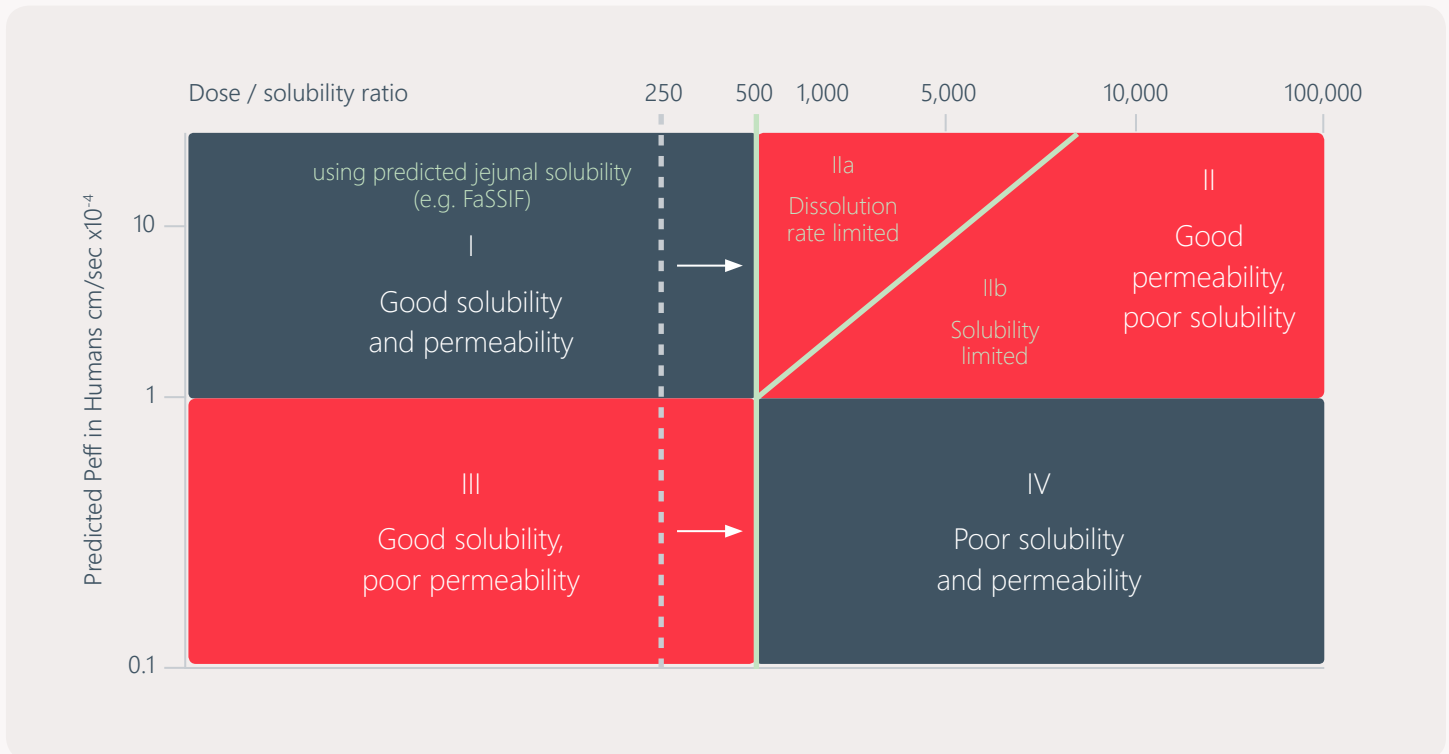 Dose / solubility ratio
250
500
1,000
5,000
10,000
100,000
Predicted Peff in Humans cm/sec x10⁻⁴
10
1
0.1
using predicted jejunal solubility
(e.g. FaSSIF)
I
Good solubility
and permeability
IIa
Dissolution
rate limited
IIb
Solubility
limited
II
Good
permeability,
poor solubility
III
Good solubility,
poor permeability
IV
Poor solubility
and permeability